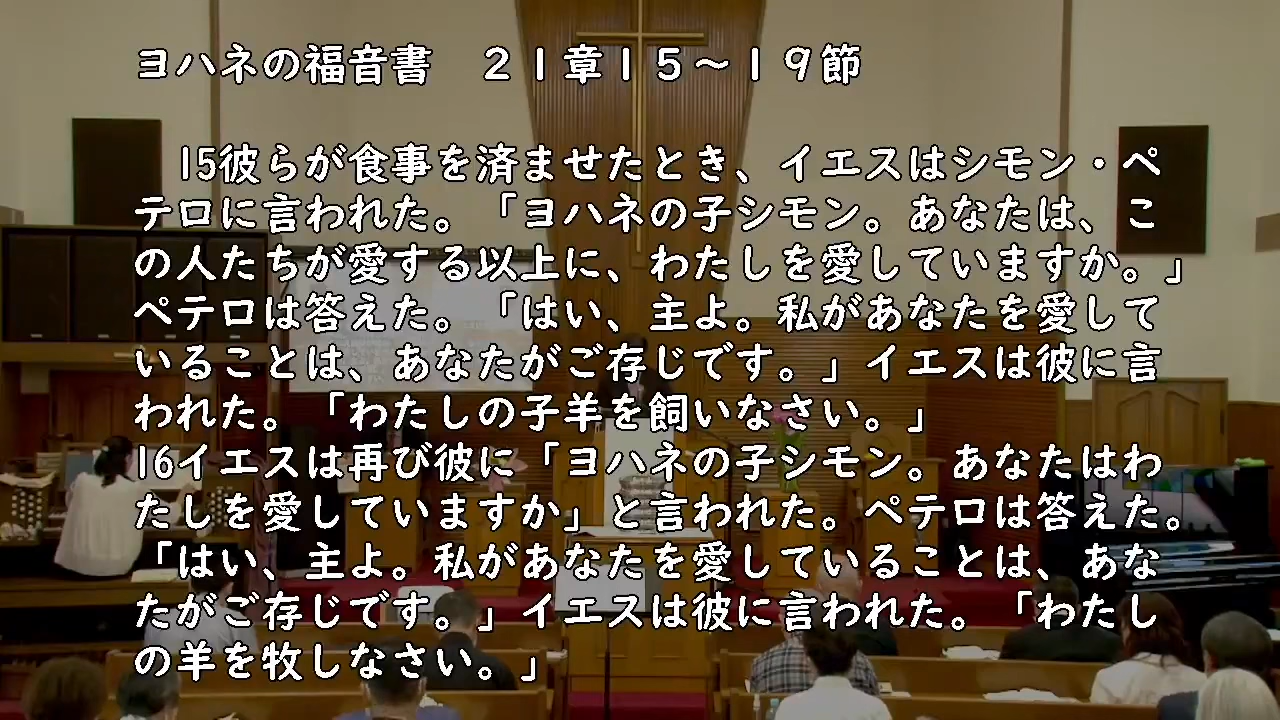 ヨハネの福音書　２１章１５～１９節
15彼らが食事を済ませたとき、イエスはシモン・ペ
テロに言われた。「ヨハネの子シモン。あなたは、こ
の人たちが愛する以上に、わたしを愛していますか。」
ペテロは答えた。「はい、主よ。私があなたを愛して
いることは、あなたがご存じです。」イエスは彼に言
われた。「わたしの子羊を飼いなさい。」
16イエスは再び彼に「ヨハネの子シモン。あなたはわ
たしを愛していますか」と言われた。ペテロは答えた。
「はい、主よ。私があなたを愛していることは、あな
たがご存じです。」イエスは彼に言われた。「わたし
の羊を牧しなさい。」